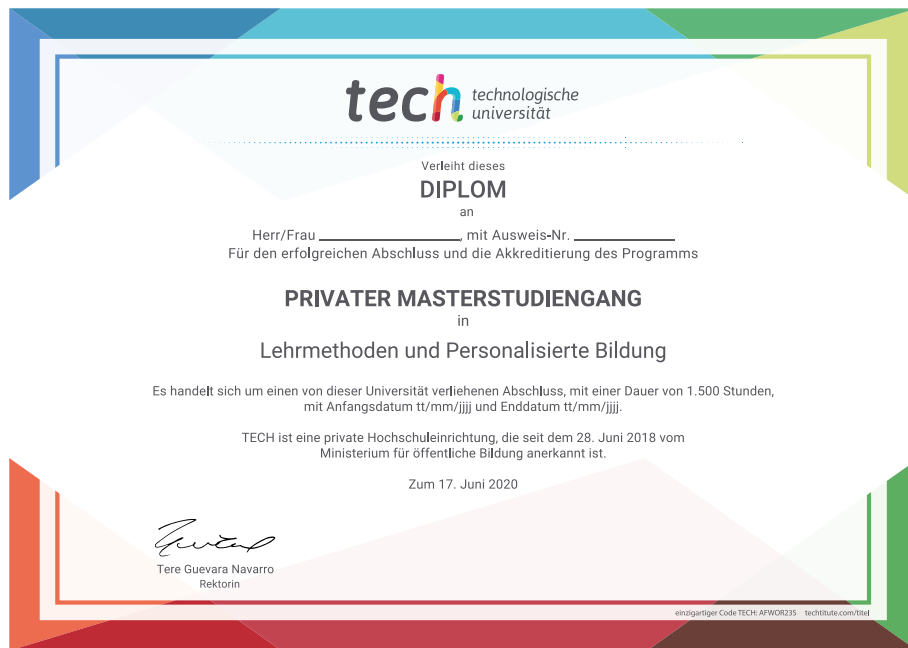 tech technologische
universität
Verleiht dieses
DIPLOM
an
Herr/Frau ____________, mit Ausweis-Nr. ____________
Für den erfolgreichen Abschluss und die Akkreditierung des Programms
PRIVATER MASTERSTUDIENGANG
in
Lehrmethoden und Personalisierte Bildung
Es handelt sich um einen von dieser Universität verliehenen Abschluss, mit einer Dauer von 1.500 Stunden,
mit Anfangsdatum tt/mm/jjjj und Enddatum tt/mm/jjjj.
TECH ist eine private Hochschuleinrichtung, die seit dem 28. Juni 2018 vom
Ministerium für öffentliche Bildung anerkannt ist.
Zum 17. Juni 2020
Tere Guevara Navarro
Rektorin
einzigartiger Code TECH: AFWOR235 techtitute.com/titel